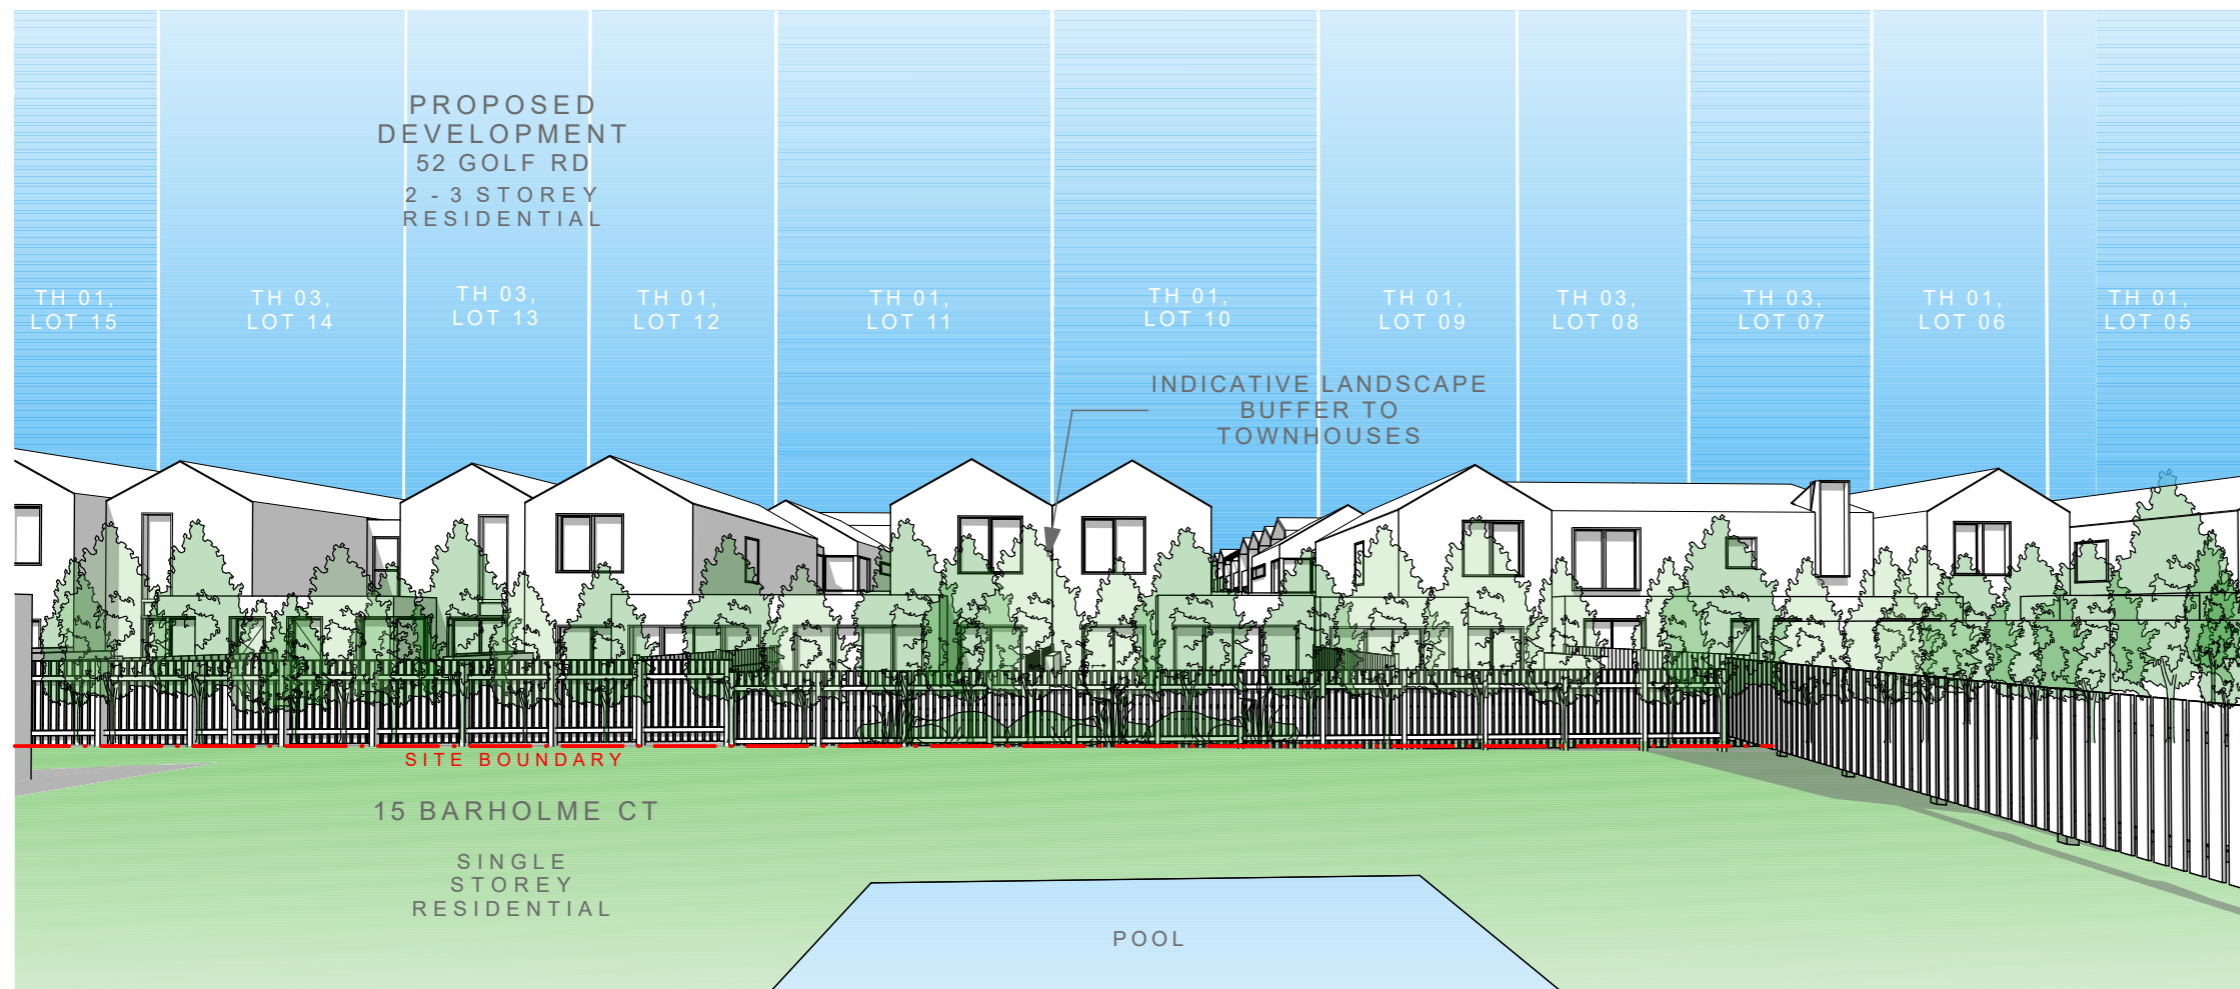 PROPOSED
DEVELOPMENT
52 GOLF RD
2 - 3 STOREY
RESIDENTIAL
TH 01,
LOT 15
TH 03,
LOT 14
TH 03,
LOT 13
TH 01,
LOT 12
TH 01,
LOT 11
TH 01,
LOT 10
TH 01,
LOT 09
TH 03,
LOT 08
TH 03,
LOT 07
TH 01,
LOT 06
TH 01,
LOT 05
INDICATIVE LANDSCAPE
BUFFER TO
TOWNHOUSES
SITE BOUNDARY
15 BARHOLME CT
SINGLE
STOREY
RESIDENTIAL
POOL